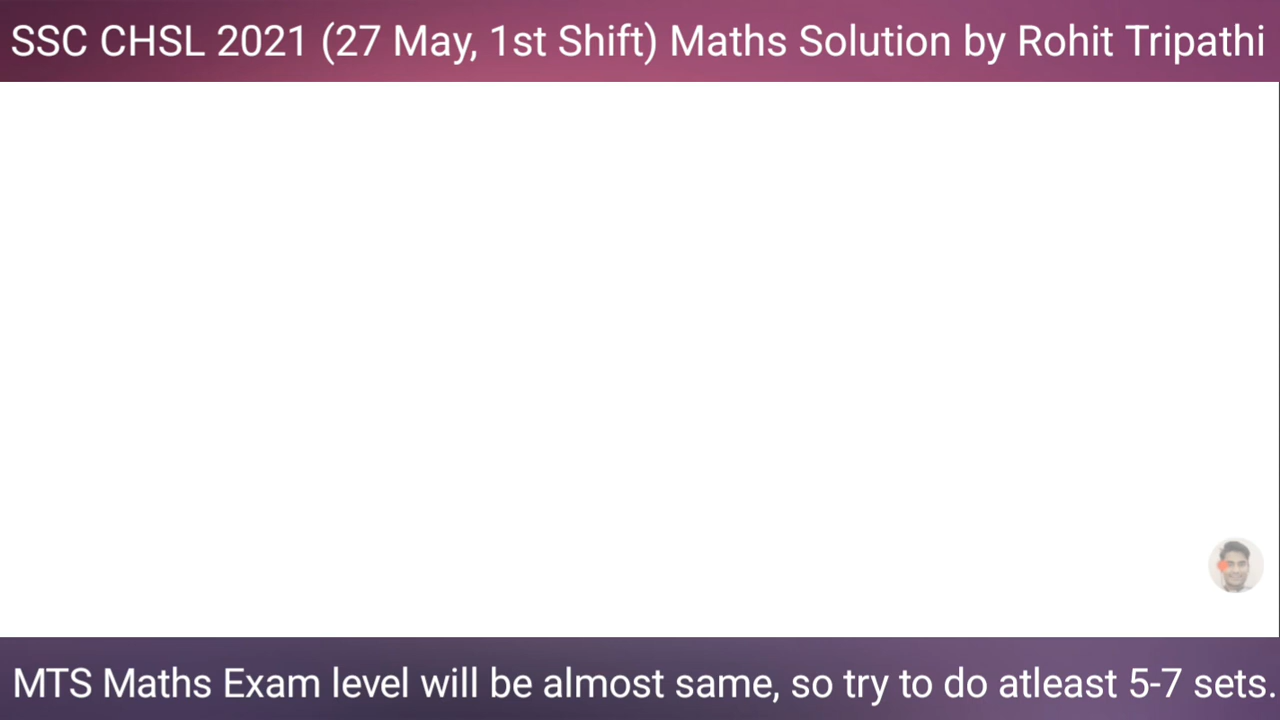 SSC CHSL 2021 (27 May, 1st Shift) Maths Solution by Rohit Tripathi
MTS Maths Exam level will be almost same, so try to do atleast 5-7 sets.